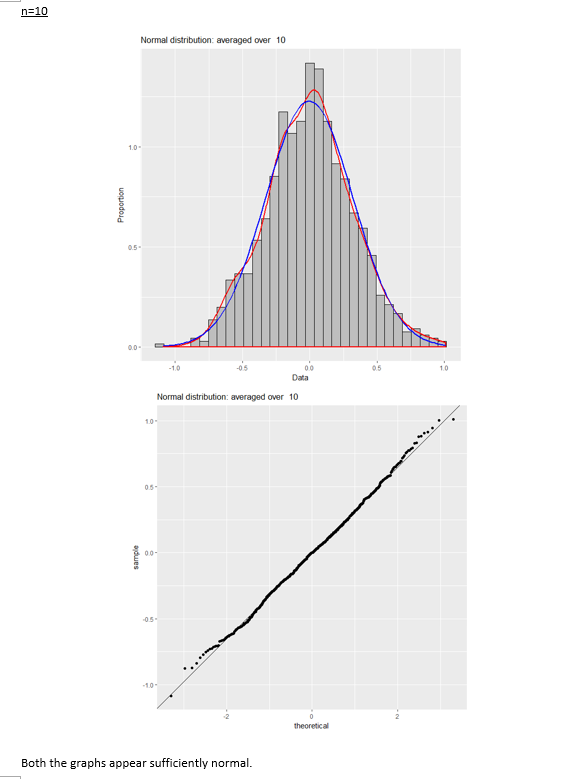 n=10
Normal distribution: averaged over 10
Proportion
1.0
0.5
0.0
-1.0 -0.5 0.0 0.5 1.0
Data
Normal distribution: averaged over 10
sample
1.0
0.5
0.0
-0.5
-1.0
-2 0 2
theoretical
Both the graphs appear sufficiently normal.